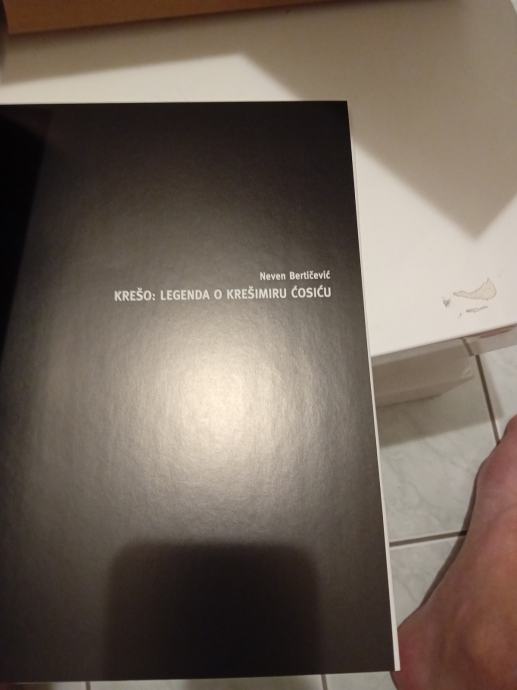 Neven Bertičević
KREŠO: LEGENDA O KREŠIMIRU ĆOSIĆU